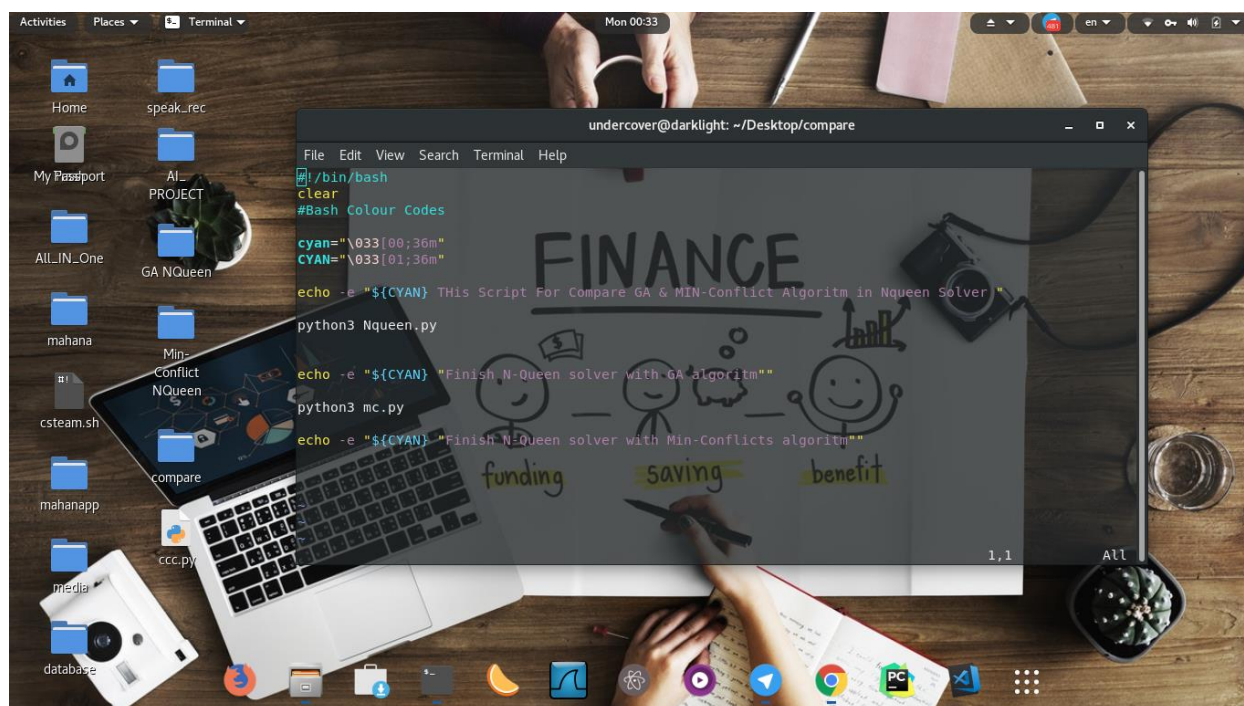 Activities Places Terminal
Mon 00:33
en
Home
speak_rec
AI_
PROJECT
All_IN_One
GA NQueen
mahana
Min-
Conflict
NQueen
csteam.sh
compare
mahanapp
ccc.py
media
database
undercover@darklight: ~/Desktop/compare
File Edit View Search Terminal Help
#!/bin/bash
clear
#Bash Colour Codes
cyan="\033[00;36m"
CYAN="\033[01;36m"
echo -e "${CYAN} THis Script For Compare GA & MIN-Conflict Algoritm in Nqueen Solver "
python3 Nqueen.py
echo -e "${CYAN} "Finish N-Queen solver with GA algoritm""
python3 mc.py
echo -e "${CYAN} "Finish N-Queen solver with Min-Conflicts algoritm""
~
~
~
1,1 All
FINANCE
funding saving benefit
PC